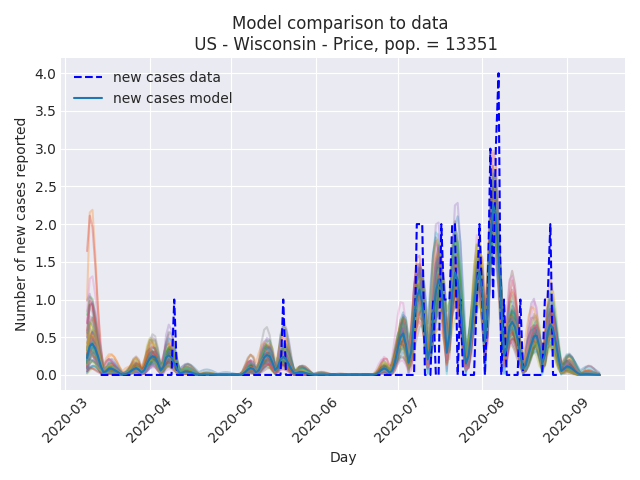 Model comparison to data
US - Wisconsin - Price, pop. = 13351
new cases data
new cases model
Number of new cases reported
4.0
3.5
3.0
2.5
2.0
1.5
1.0
0.5
0.0
2020-03
2020-04
2020-05
2020-06
2020-07
2020-08
2020-09
Day